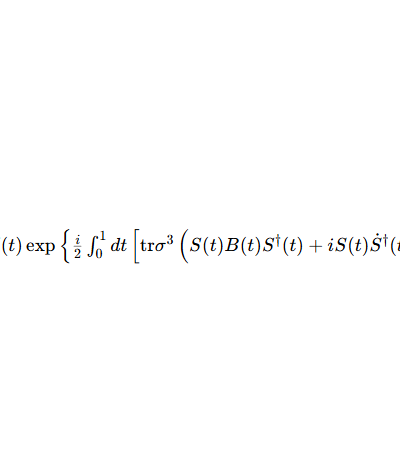 (t) exp { i/2 ∫₀¹ dt [ trσ³ ( S(t)B(t)S†(t) + iS(t)Ṡ†(